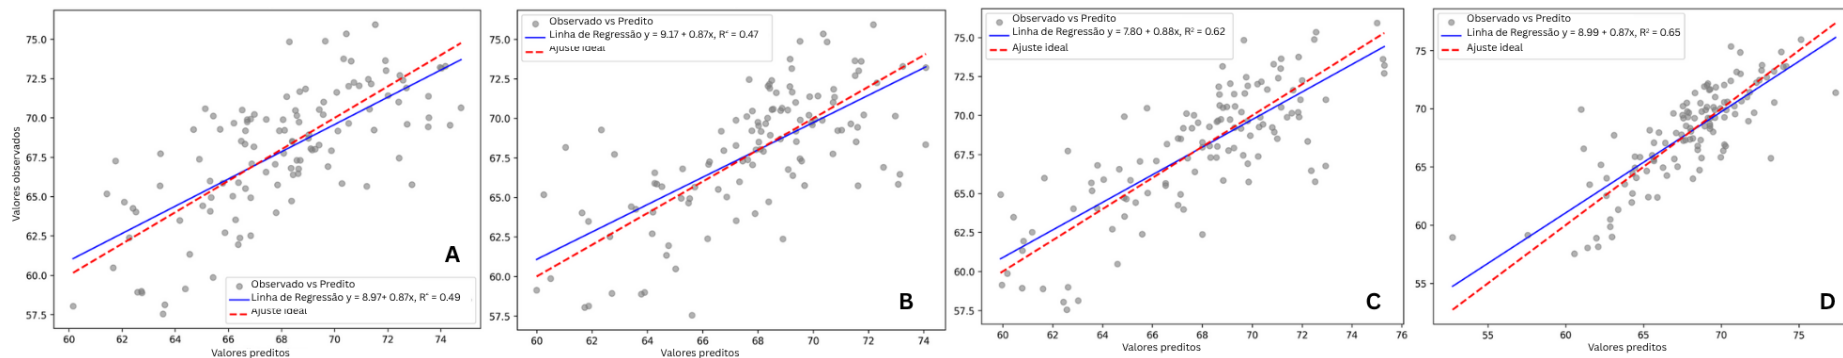 Valores observados
75.0
72.5
70.0
67.5
65.0
62.5
60.0
57.5
60 62 64 66 68 70 72 74
Valores preditos
Observado vs Predito
Linha de Regressão y = 8.97+ 0.87x, R² = 0.49
Ajuste ideal
A
Observado vs Predito
Linha de Regressão y = 9.17 + 0.87x, R² = 0.47
Ajuste ideal
75.0
72.5
70.0
67.5
65.0
62.5
60.0
57.5
60 62 64 66 68 70 72 74
Valores preditos
B
Observado vs Predito
Linha de Regressão y = 7.80 + 0.88x, R² = 0.62
Ajuste ideal
75.0
72.5
70.0
67.5
65.0
62.5
60.0
57.5
60 62 64 66 68 70 72 74 76
Valores preditos
C
Observado vs Predito
Linha de Regressão y = 8.99 + 0.87x, R² = 0.65
Ajuste ideal
75
70
65
60
55
55 60 65 70 75
Valores preditos
D